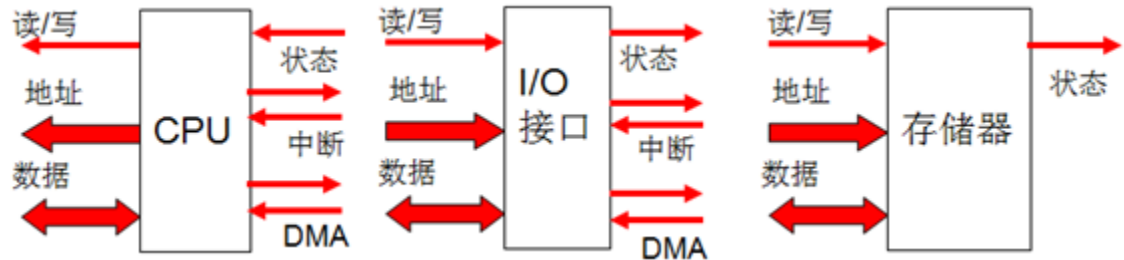 读/写
地址
数据
CPU
状态
中断
DMA
读/写
地址
数据
I/O
接口
状态
中断
DMA
读/写
地址
数据
存储器
状态